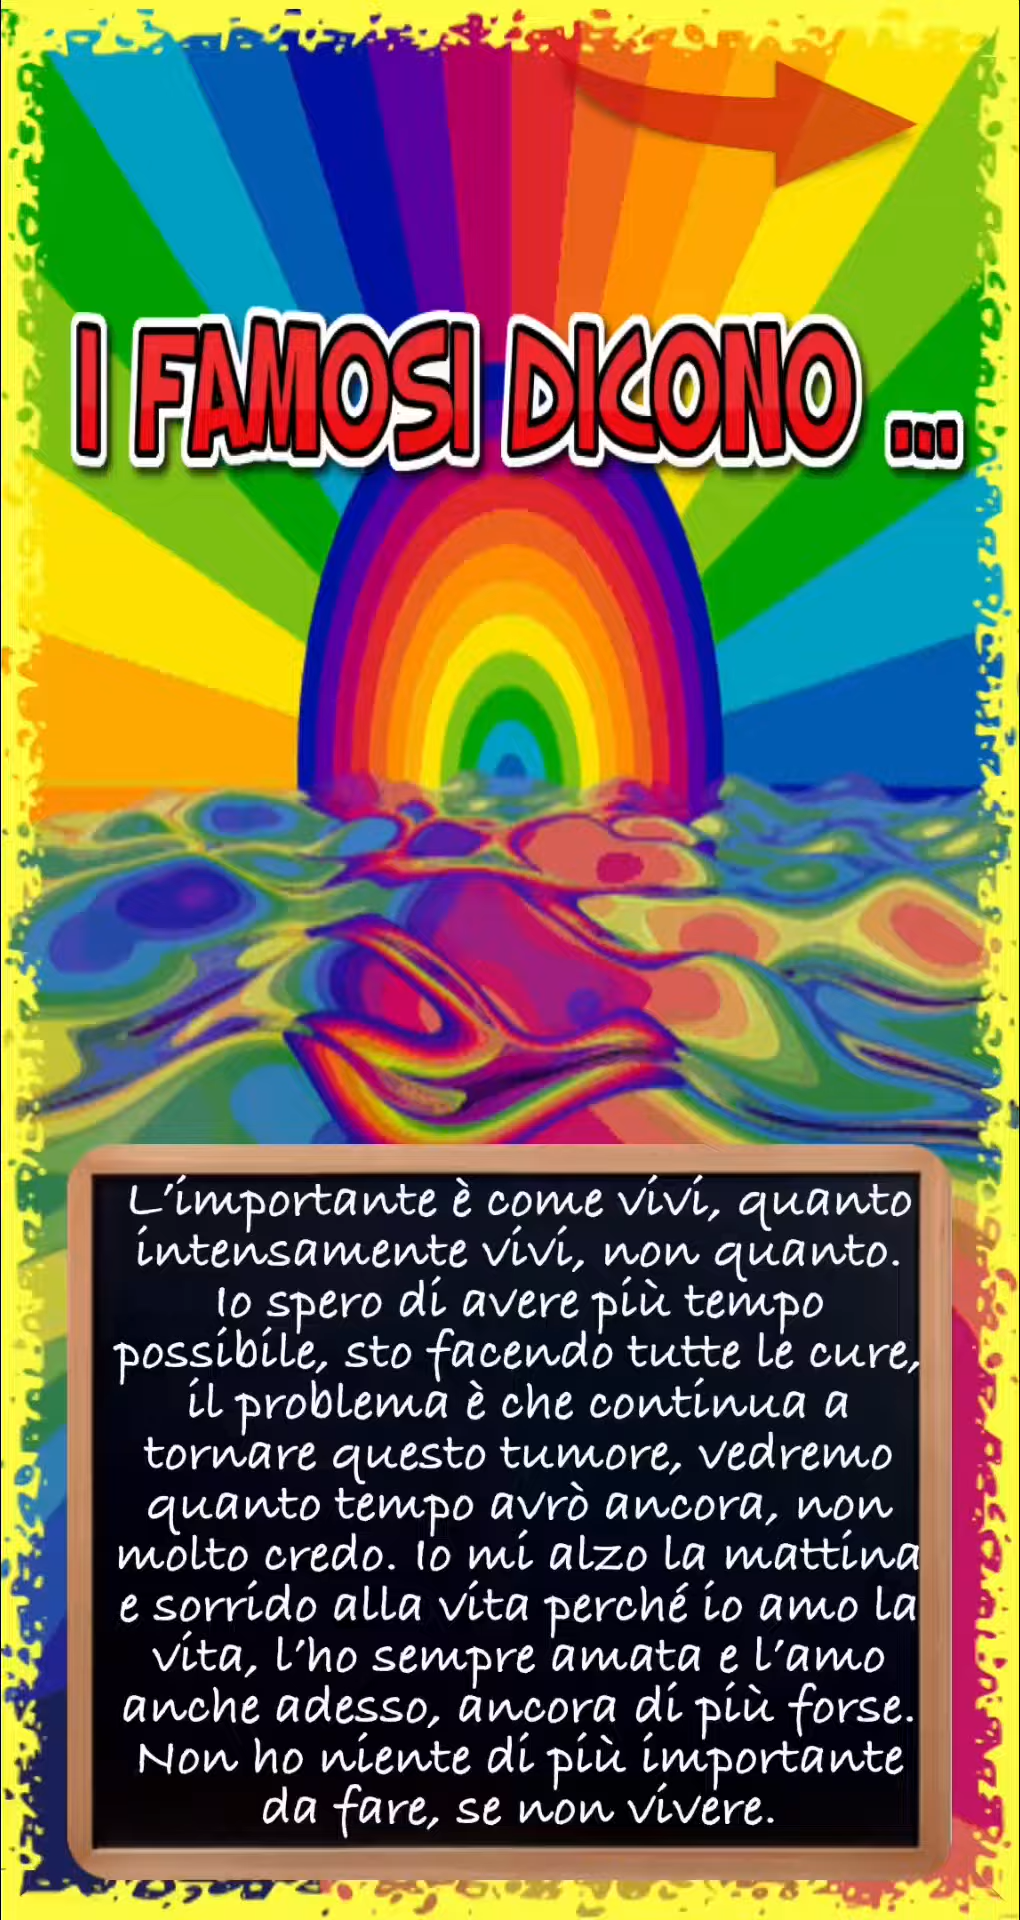 I FAMOSI DICONO ...
L'importante è come vivi, quanto
intensamente vivi, non quanto.
Io spero di avere più tempo
possibile, sto facendo tutte le cure,
il problema è che continua a
tornare questo tumore, vedremo
quanto tempo avrò ancora, non
molto credo. Io mi alzo la mattina
e sorrido alla vita perché io amo la
vita, l'ho sempre amata e l'amo
anche adesso, ancora di più forse.
Non ho niente di più importante
da fare, se non vivere.